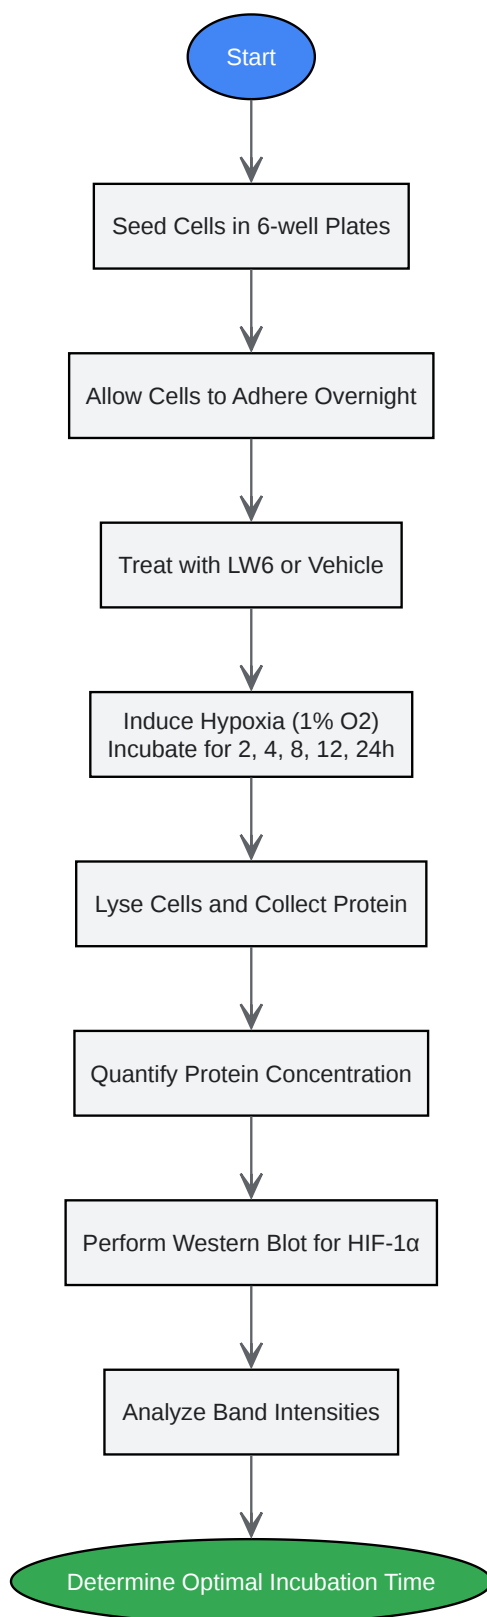 Start
Seed Cells in 6-well Plates
Allow Cells to Adhere Overnight
Treat with LW6 or Vehicle
Induce Hypoxia (1% O2)
Incubate for 2, 4, 8, 12, 24h
Lyse Cells and Collect Protein
Quantify Protein Concentration
Perform Western Blot for HIF-1α
Analyze Band Intensities
Determine Optimal Incubation Time